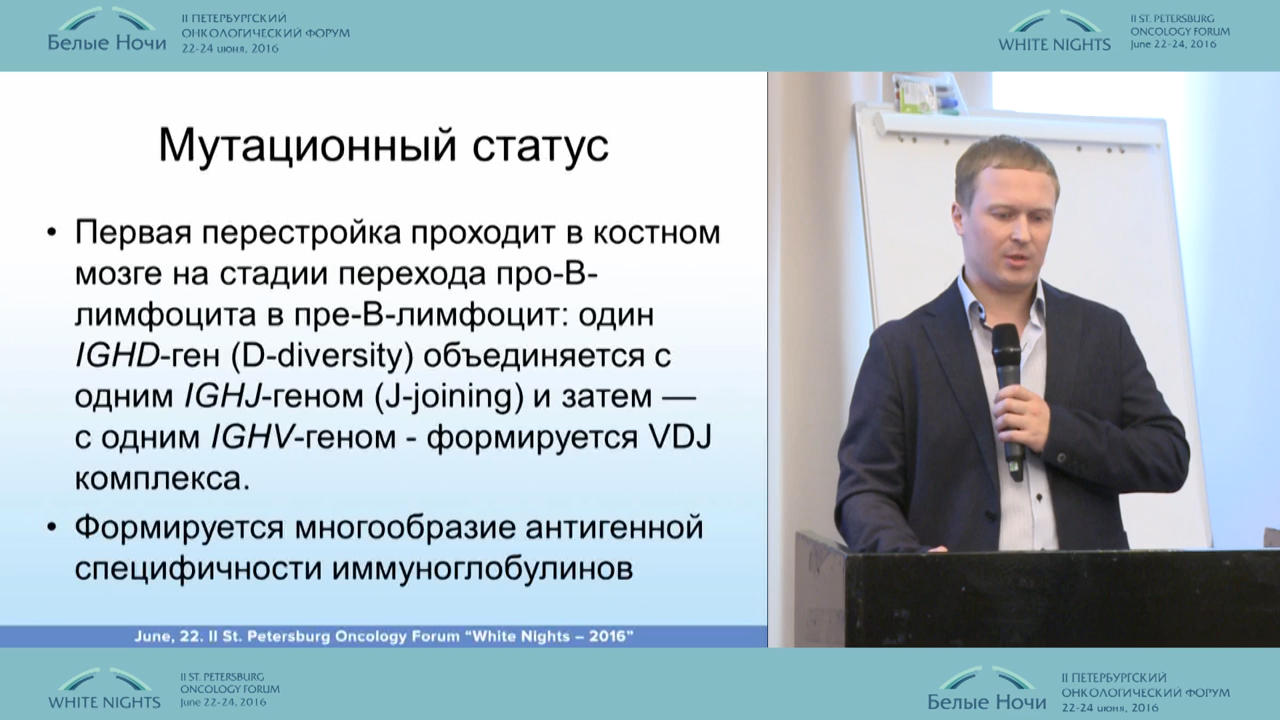 Белые Ночи
II ПЕТЕРБУРГСКИЙ
ОНКОЛОГИЧЕСКИЙ ФОРУМ
22-24 июня, 2016
WHITE NIGHTS
II ST. PETERSBURG
ONCOLOGY FORUM
June 22-24, 2016
Мутационный статус
• Первая перестройка проходит в костном
мозге на стадии перехода про-В-
лимфоцита в пре-В-лимфоцит: один
IGHD-ген (D-diversity) объединяется с
одним IGHJ-геном (J-joining) и затем —
с одним IGHV-геном - формируется VDJ
комплекса.
• Формируется многообразие антигенной
специфичности иммуноглобулинов
June, 22. II St. Petersburg Oncology Forum “White Nights – 2016”
WHITE NIGHTS
II ST. PETERSBURG
ONCOLOGY FORUM
June 22-24, 2016
Белые Ночи
II ПЕТЕРБУРГСКИЙ
ОНКОЛОГИЧЕСКИЙ ФОРУМ
22-24 июня, 2016